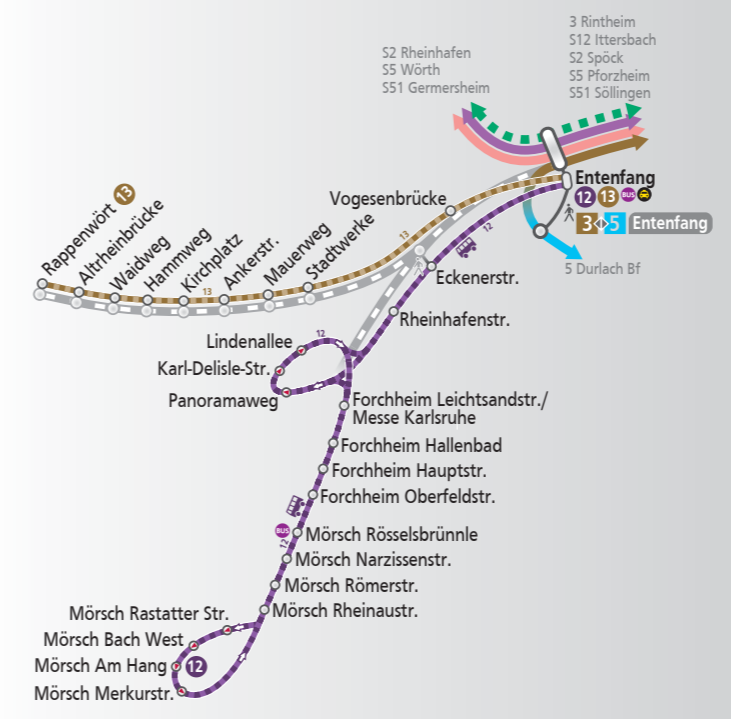 3 Rintheim
S12 Ittersbach
S2 Spöck
S5 Pforzheim
S51 Söllingen
S2 Rheinhafen
S5 Wörth
S51 Germersheim
Entenfang
12 13 BUS
3 5 Entenfang
5 Durlach Bf
Vogesenbrücke
13
12
Rappenwört 13
Altrheinbrücke
Waidweg
Hammweg
Kirchplatz
13
Ankerstr.
Mauerweg
Stadtwerke
Eckenerstr.
Rheinhafenstr.
12
Lindenallee
Karl-Delisle-Str.
Panoramaweg
Forchheim Leichtsandstr./
Messe Karlsruhe
Forchheim Hallenbad
Forchheim Hauptstr.
Forchheim Oberfeldstr.
BUS
12
Mörsch Rösselsbrünnle
Mörsch Narzissenstr.
Mörsch Römerstr.
Mörsch Rheinaustr.
Mörsch Rastatter Str.
Mörsch Bach West
Mörsch Am Hang 12
Mörsch Merkurstr.